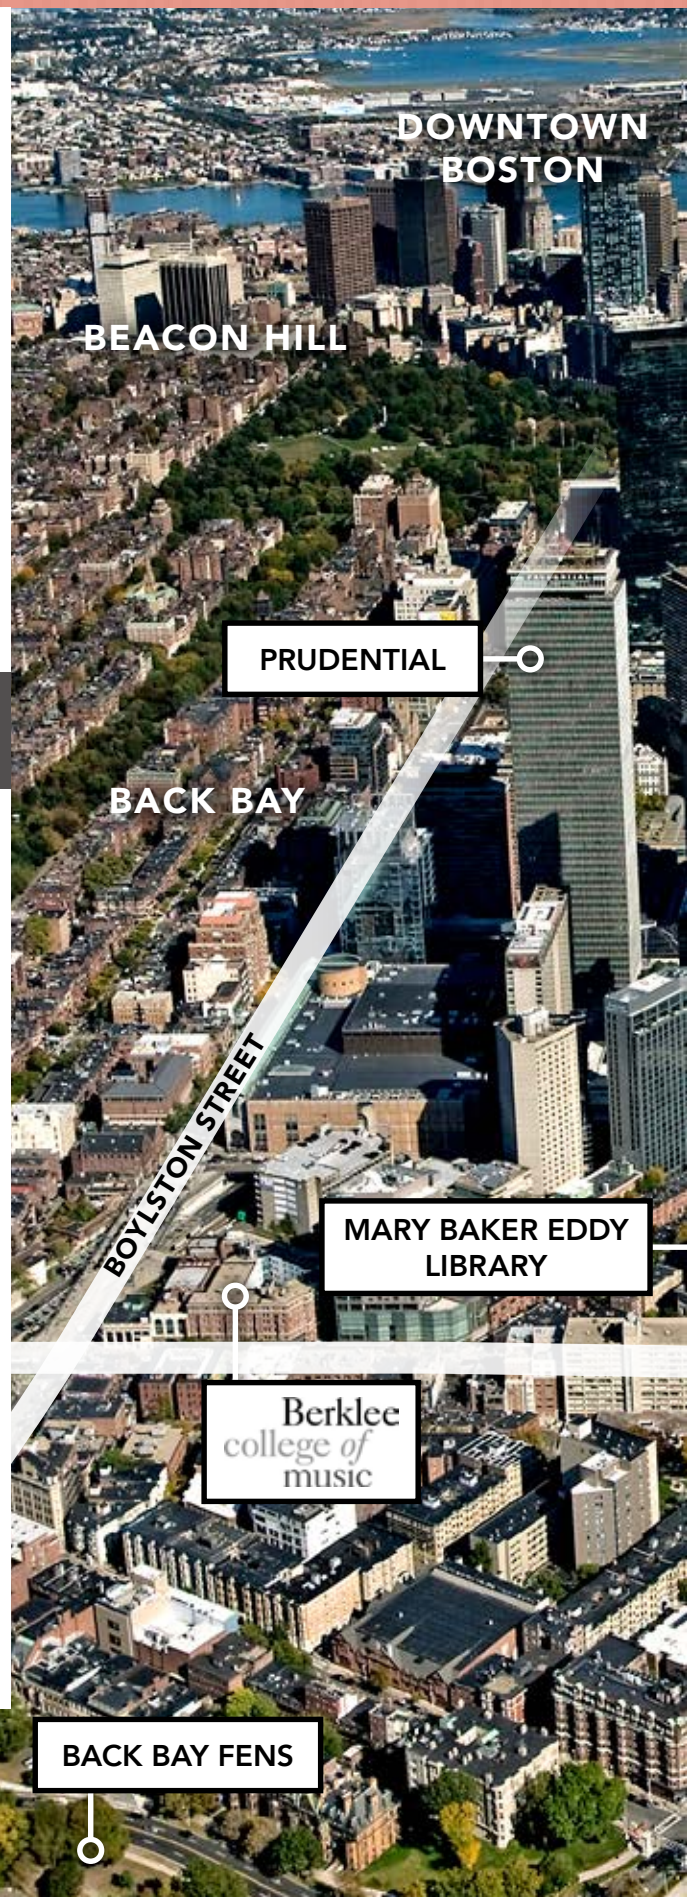 DOWNTOWN
BOSTON
BEACON HILL
PRUDENTIAL
BACK BAY
BOYLSTON STREET
MARY BAKER EDDY
LIBRARY
Berklee
college of
music
BACK BAY FENS